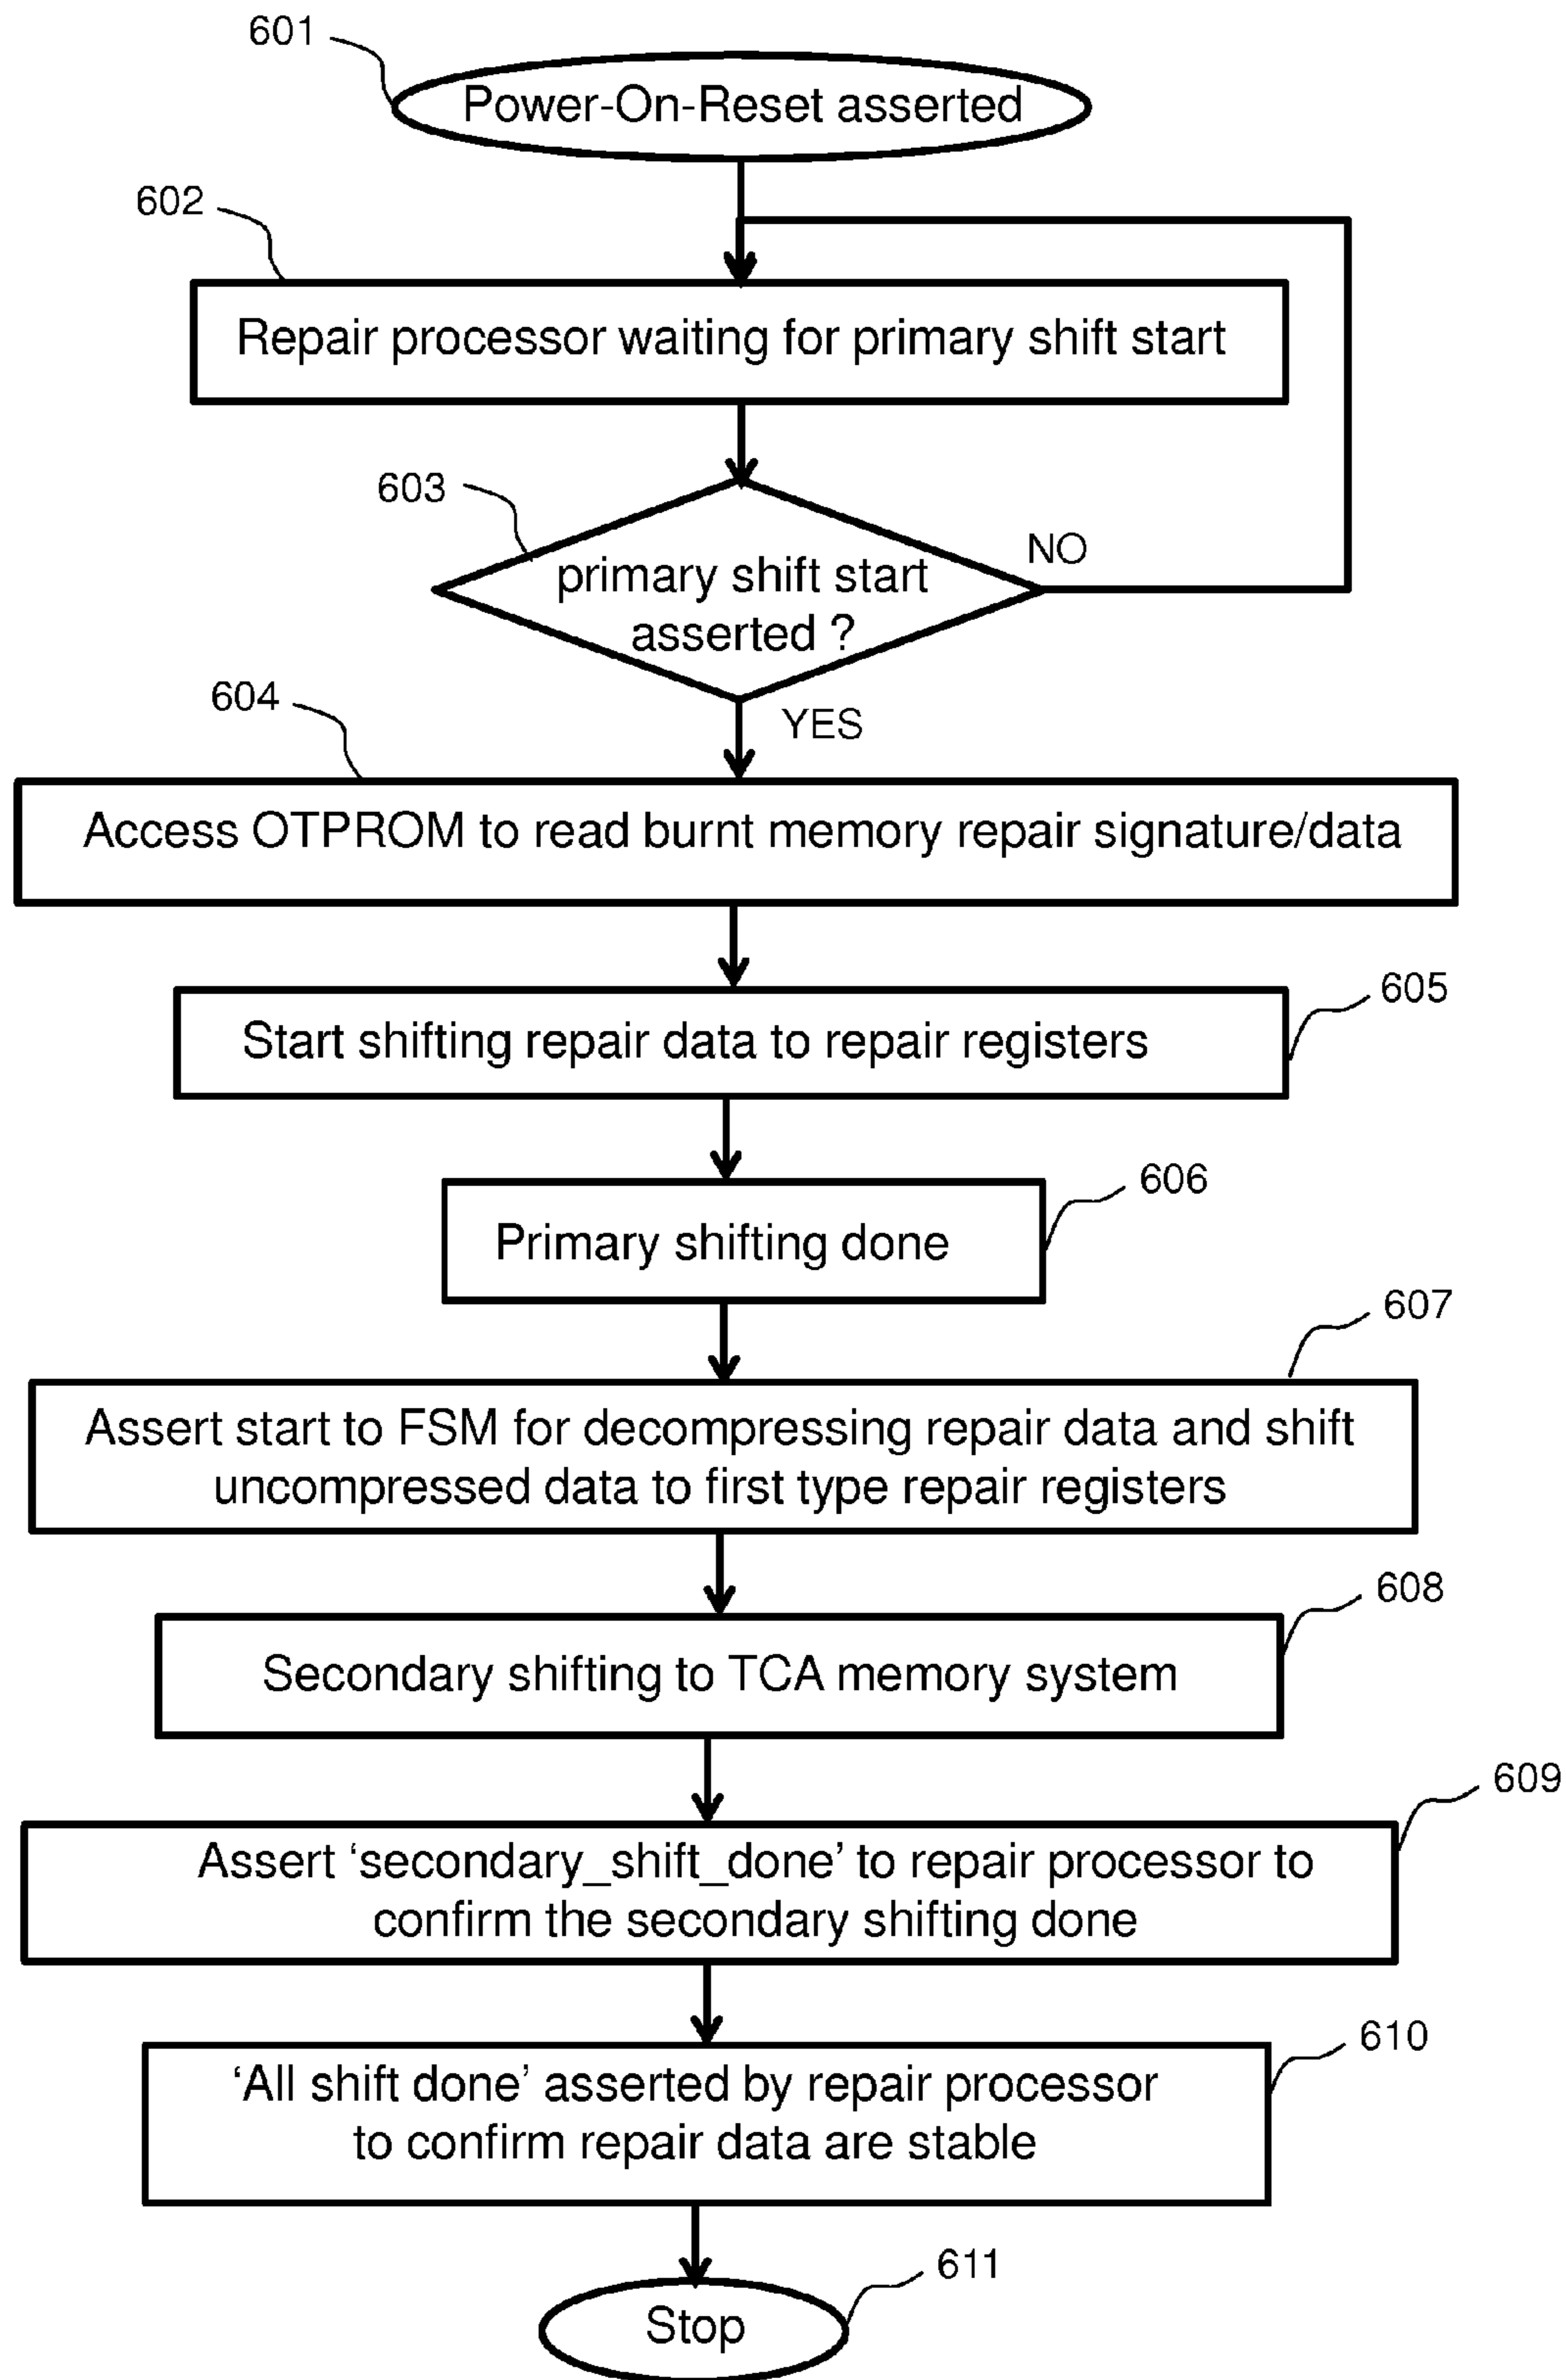 601
Power-On-Reset asserted
602
Repair processor waiting for primary shift start
603
primary shift start
asserted ?
NO
YES
604
Access OTPROM to read burnt memory repair signature/data
605
Start shifting repair data to repair registers
606
Primary shifting done
607
Assert start to FSM for decompressing repair data and shift
uncompressed data to first type repair registers
608
Secondary shifting to TCA memory system
609
Assert ‘secondary_shift_done’ to repair processor to
confirm the secondary shifting done
610
‘All shift done’ asserted by repair processor
to confirm repair data are stable
611
Stop